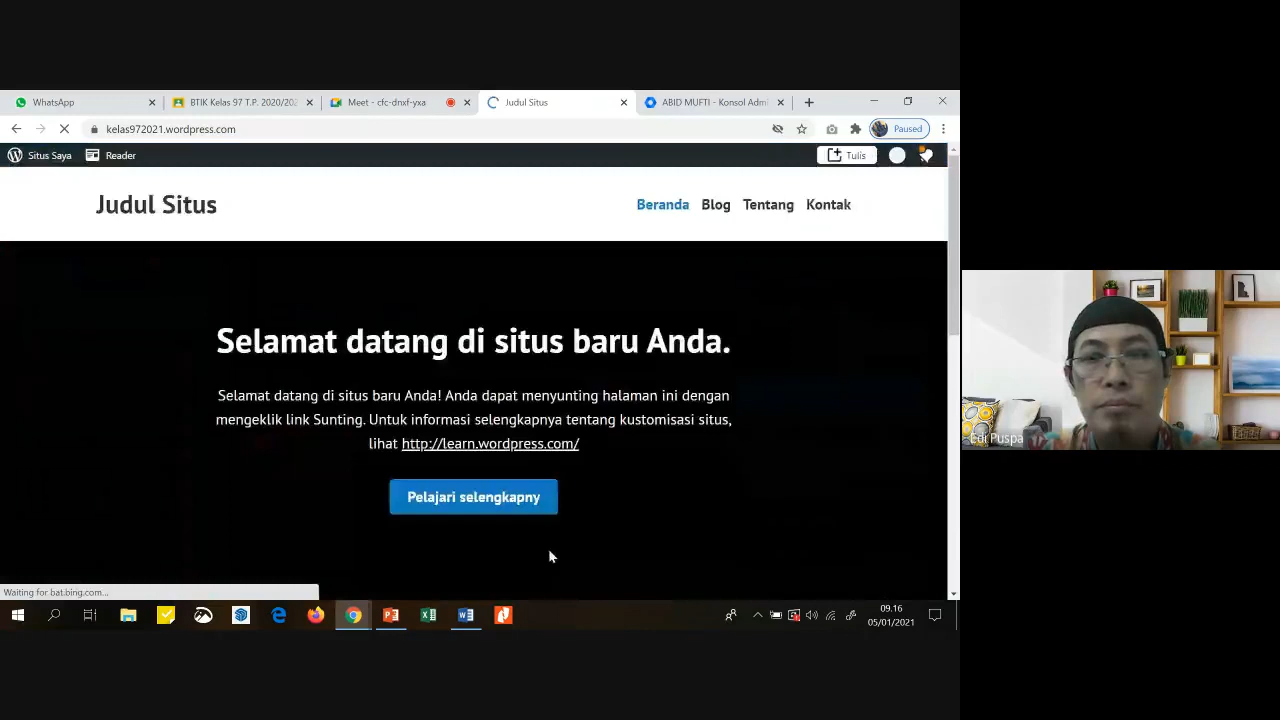 WhatsApp
BTIK Kelas 97 T.P. 2020/202
Meet - cfc-dnxf-yxa
Judul Situs
ABID MUFTI - Konsol Admi
kelas972021.wordpress.com
Paused
Situs Saya
Reader
Tulis
Judul Situs
Beranda
Blog
Tentang
Kontak
Selamat datang di situs baru Anda.
Selamat datang di situs baru Anda! Anda dapat menyunting halaman ini dengan
mengeklik link Sunting. Untuk informasi selengkapnya tentang kustomisasi situs,
lihat http://learn.wordpress.com/
Pelajari selengkapny
Edi Puspa
Waiting for bat.bing.com...
09.16
05/01/2021